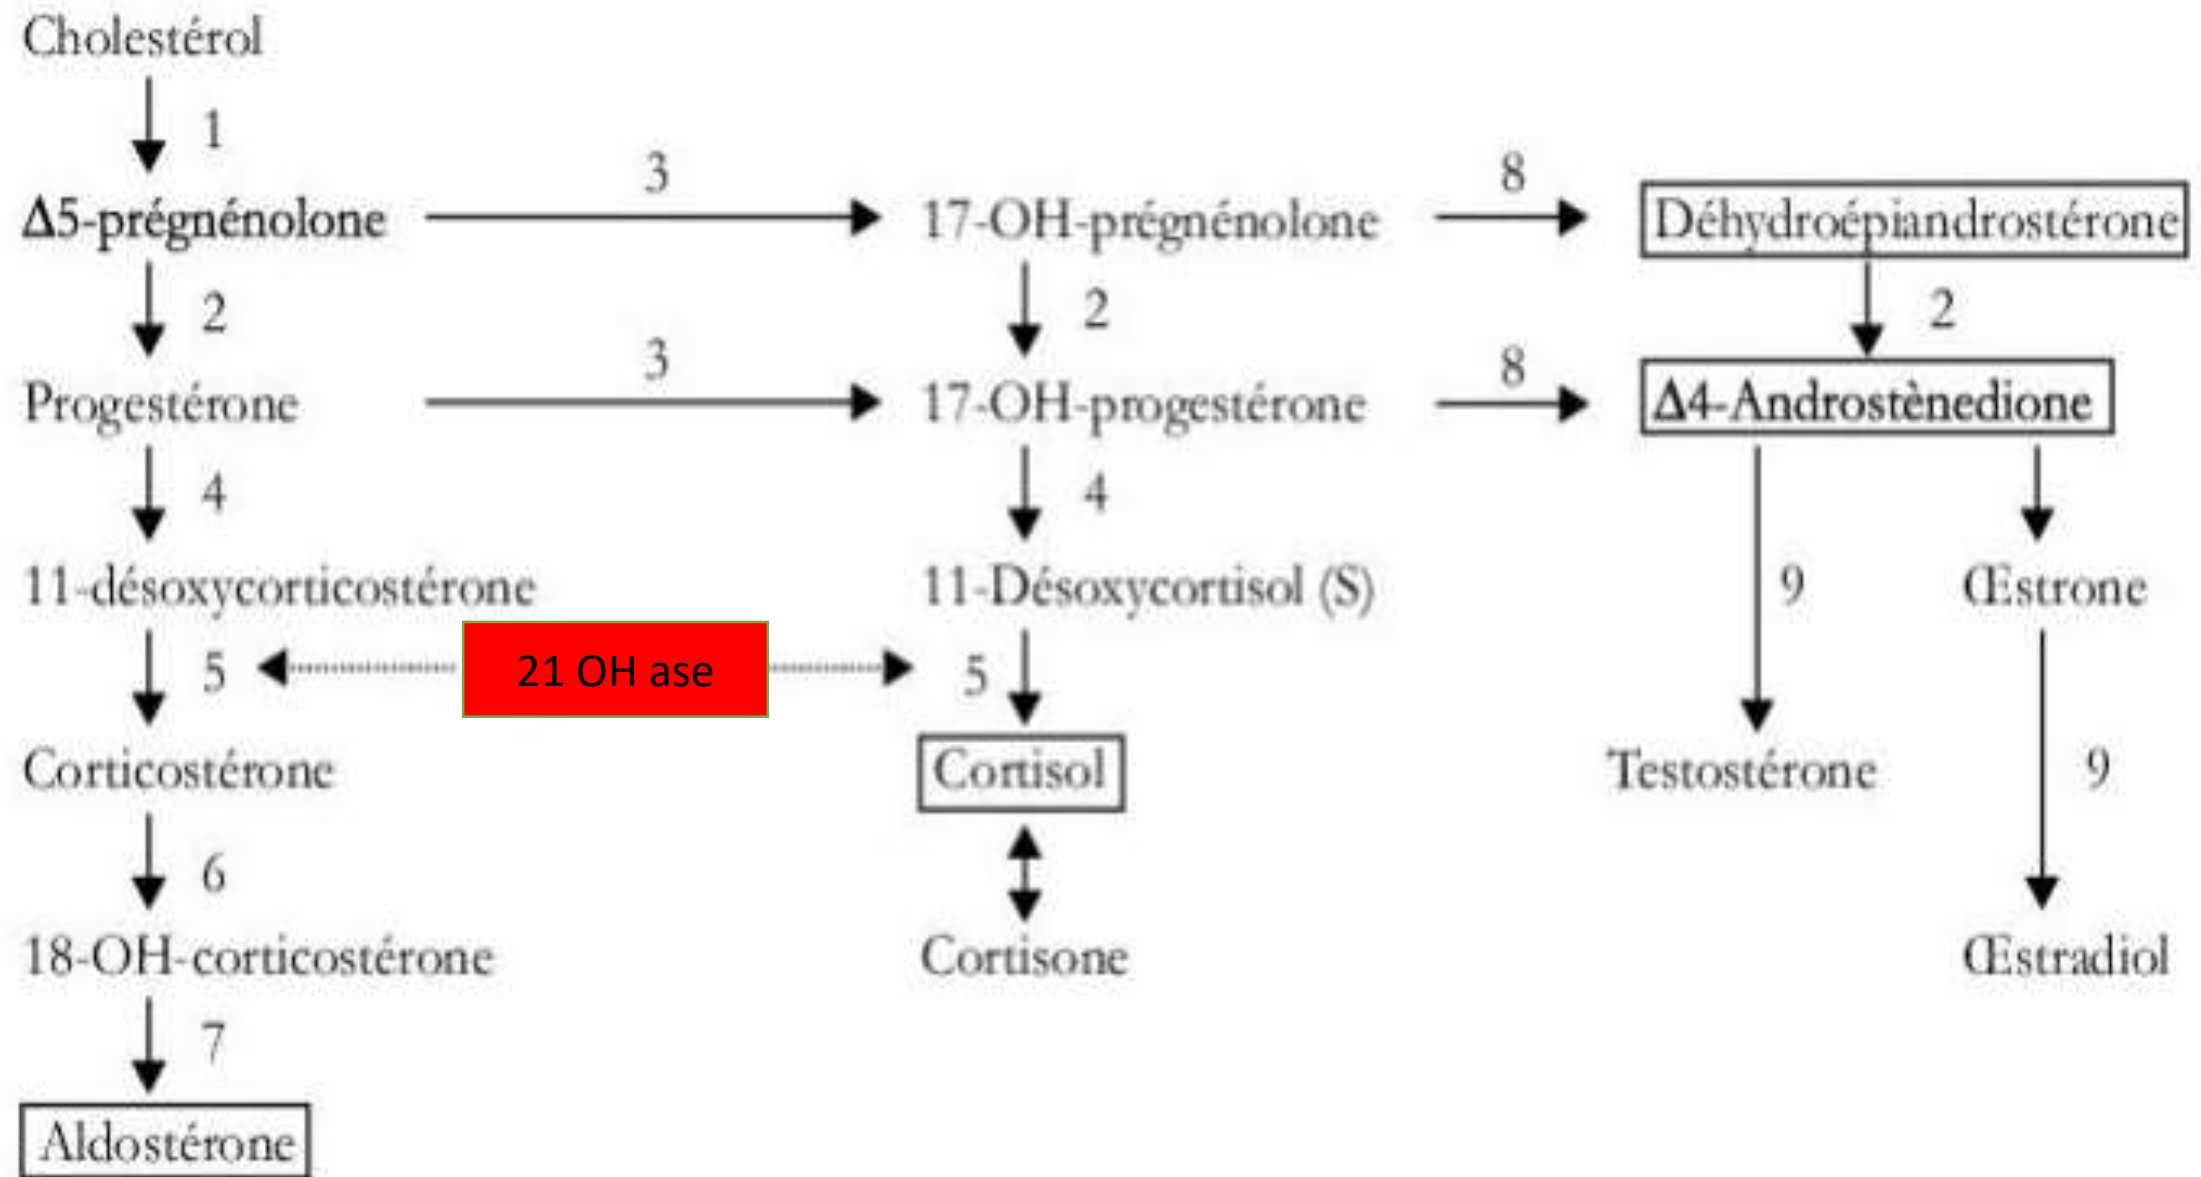 Cholestérol
1
3
8
Δ5-prégnénolone
17-OH-prégnénolone
Déhydroépiandrostérone
2
2
2
3
8
Progestérone
17-OH-progestérone
Δ4-Androstènedione
4
4
11-désoxycorticostérone
11-Désoxycortisol (S)
9
Œstrone
5
21 OH ase
5
Corticostérone
Cortisol
Testostérone
9
6
18-OH-corticostérone
Cortisone
Œstradiol
7
Aldostérone